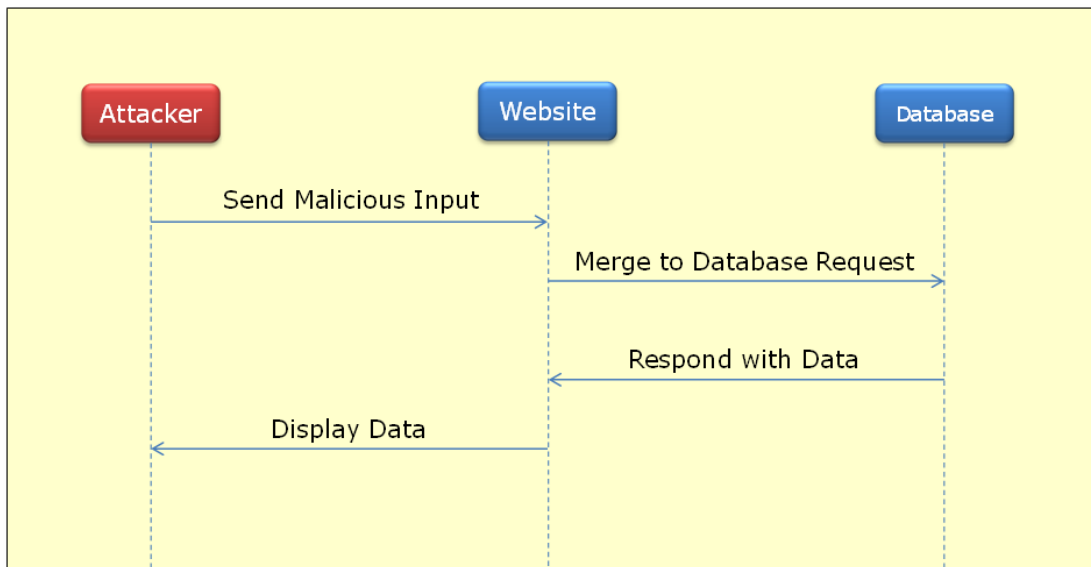 Attacker
Website
Database
Send Malicious Input
Merge to Database Request
Respond with Data
Display Data